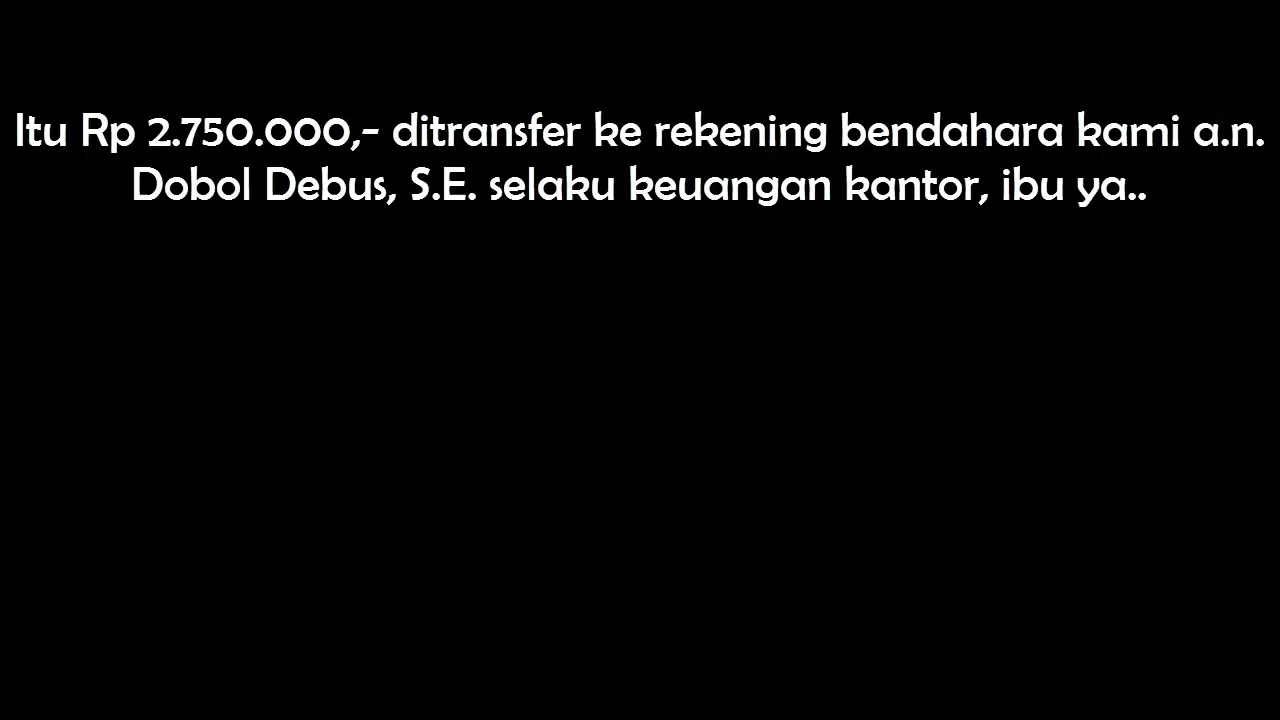 Itu Rp 2.750.000,- ditransfer ke rekening bendahara kami a.n.
Dobol Debus, S.E. selaku keuangan kantor, ibu ya..